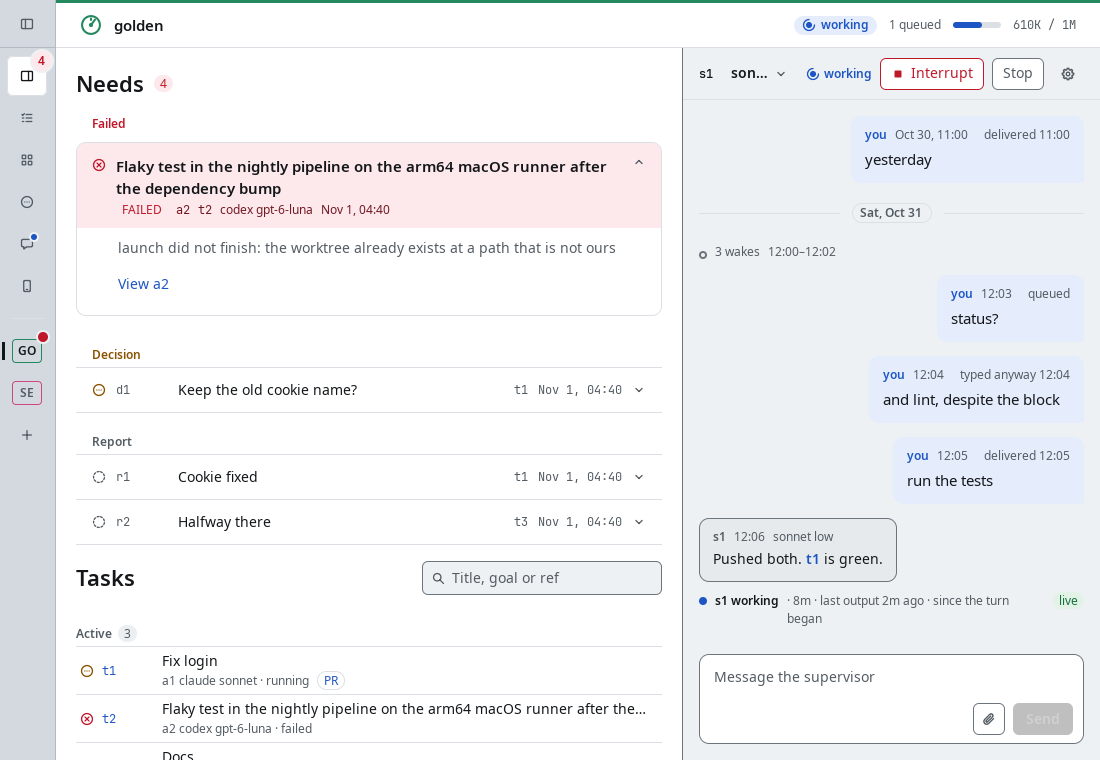 golden
working
1 queued
610K / 1M
4
GO
SE
Needs 4
Failed
Flaky test in the nightly pipeline on the arm64 macOS runner after
the dependency bump
FAILED a2 t2 codex gpt-6-luna Nov 1, 04:40
launch did not finish: the worktree already exists at a path that is not ours
View a2
Decision
d1 Keep the old cookie name? t1 Nov 1, 04:40
Report
r1 Cookie fixed t1 Nov 1, 04:40
r2 Halfway there t3 Nov 1, 04:40
Tasks
Title, goal or ref
Active 3
t1 Fix login
a1 claude sonnet · running PR
t2 Flaky test in the nightly pipeline on the arm64 macOS runner after the...
a2 codex gpt-6-luna · failed
Docs
s1 son... working Interrupt Stop
you Oct 30, 11:00 delivered 11:00
yesterday
Sat, Oct 31
3 wakes 12:00–12:02
you 12:03 queued
status?
you 12:04 typed anyway 12:04
and lint, despite the block
you 12:05 delivered 12:05
run the tests
s1 12:06 sonnet low
Pushed both. t1 is green.
s1 working · 8m · last output 2m ago · since the turn
began
live
Message the supervisor
Send